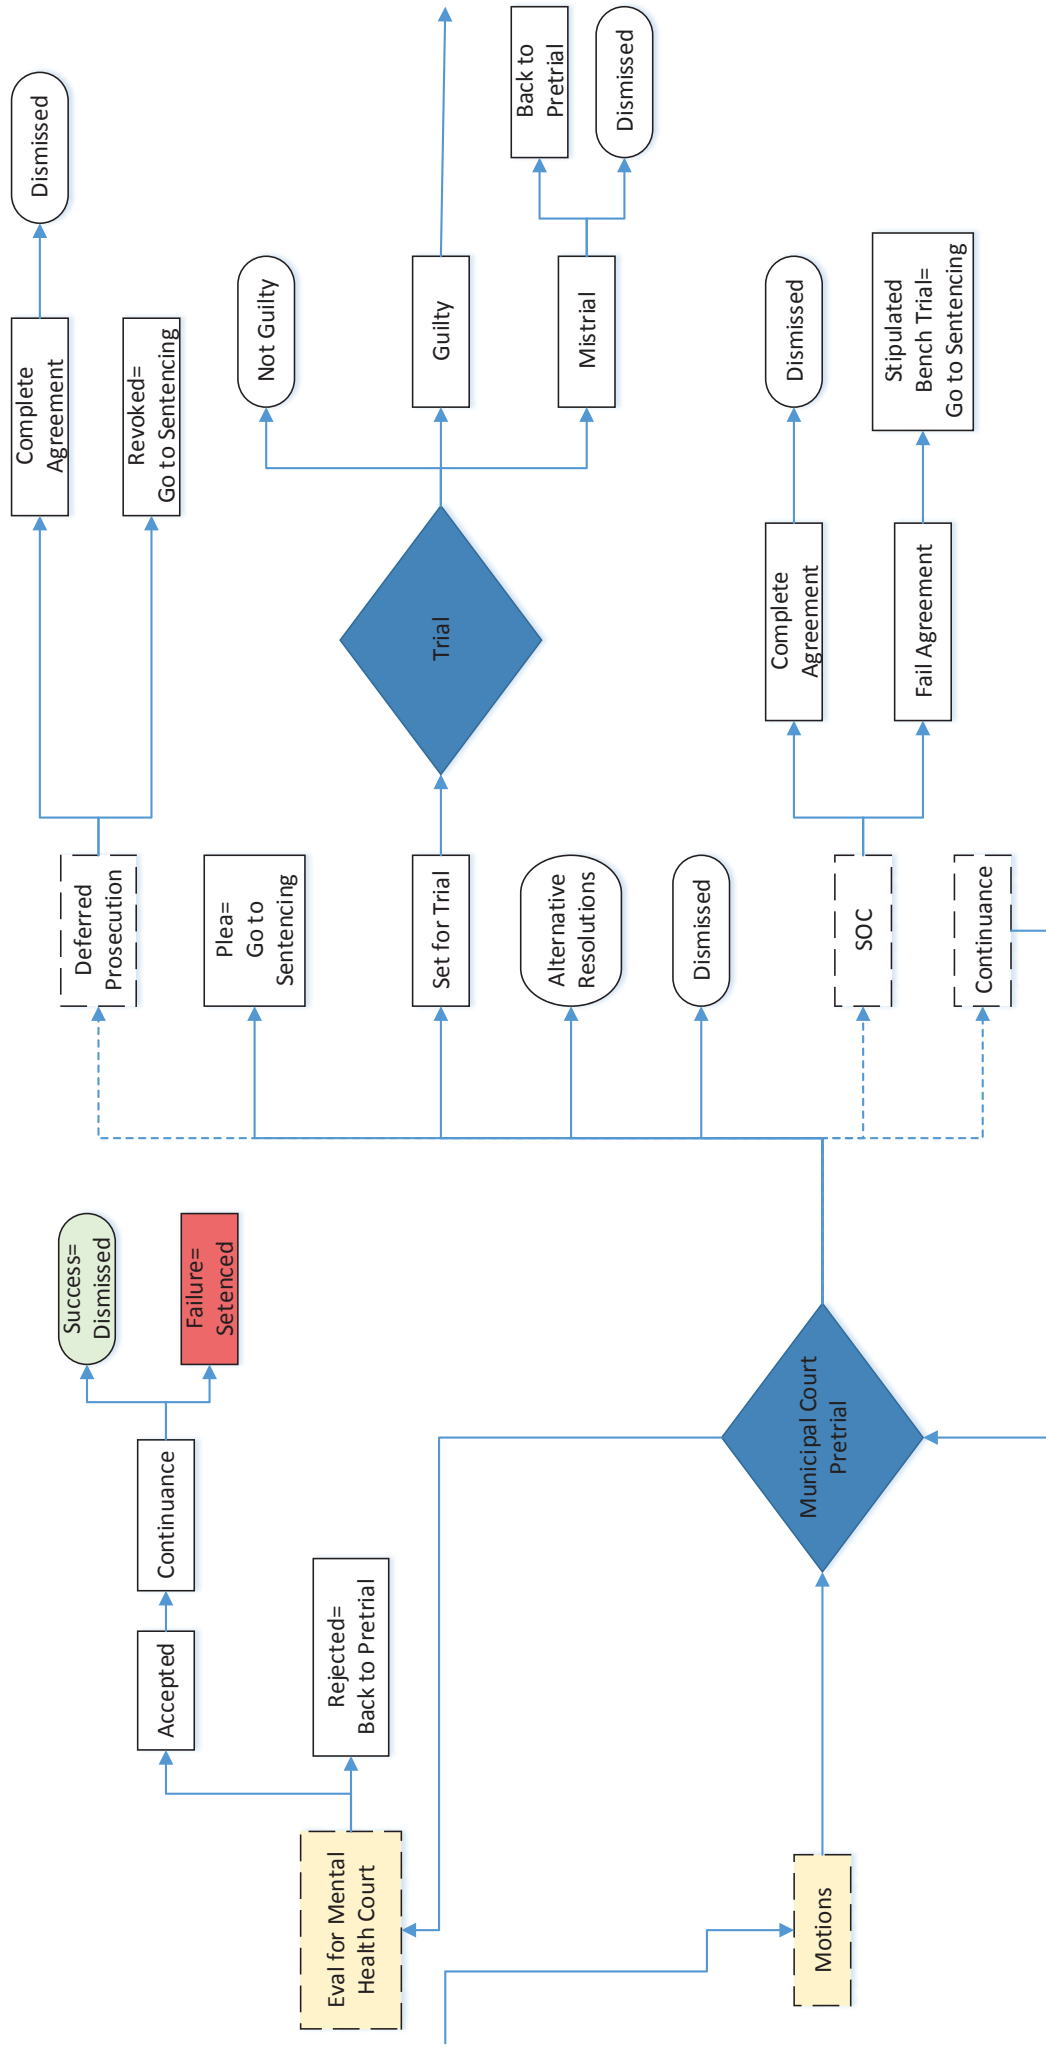 Success=
Dismissed
Failure=
Setenced
Continuance
Accepted
Rejected=
Back to Pretrial
Eval for Mental
Health Court
Motions
Municipal Court
Pretrial
Deferred
Prosecution
Complete
Agreement
Dismissed
Revoked=
Go to Sentencing
Plea=
Go to
Sentencing
Set for Trial
Trial
Not Guilty
Guilty
Mistrial
Back to
Pretrial
Dismissed
Alternative
Resolutions
Dismissed
SOC
Complete
Agreement
Dismissed
Fail Agreement
Stipulated
Bench Trial=
Go to Sentencing
Continuance